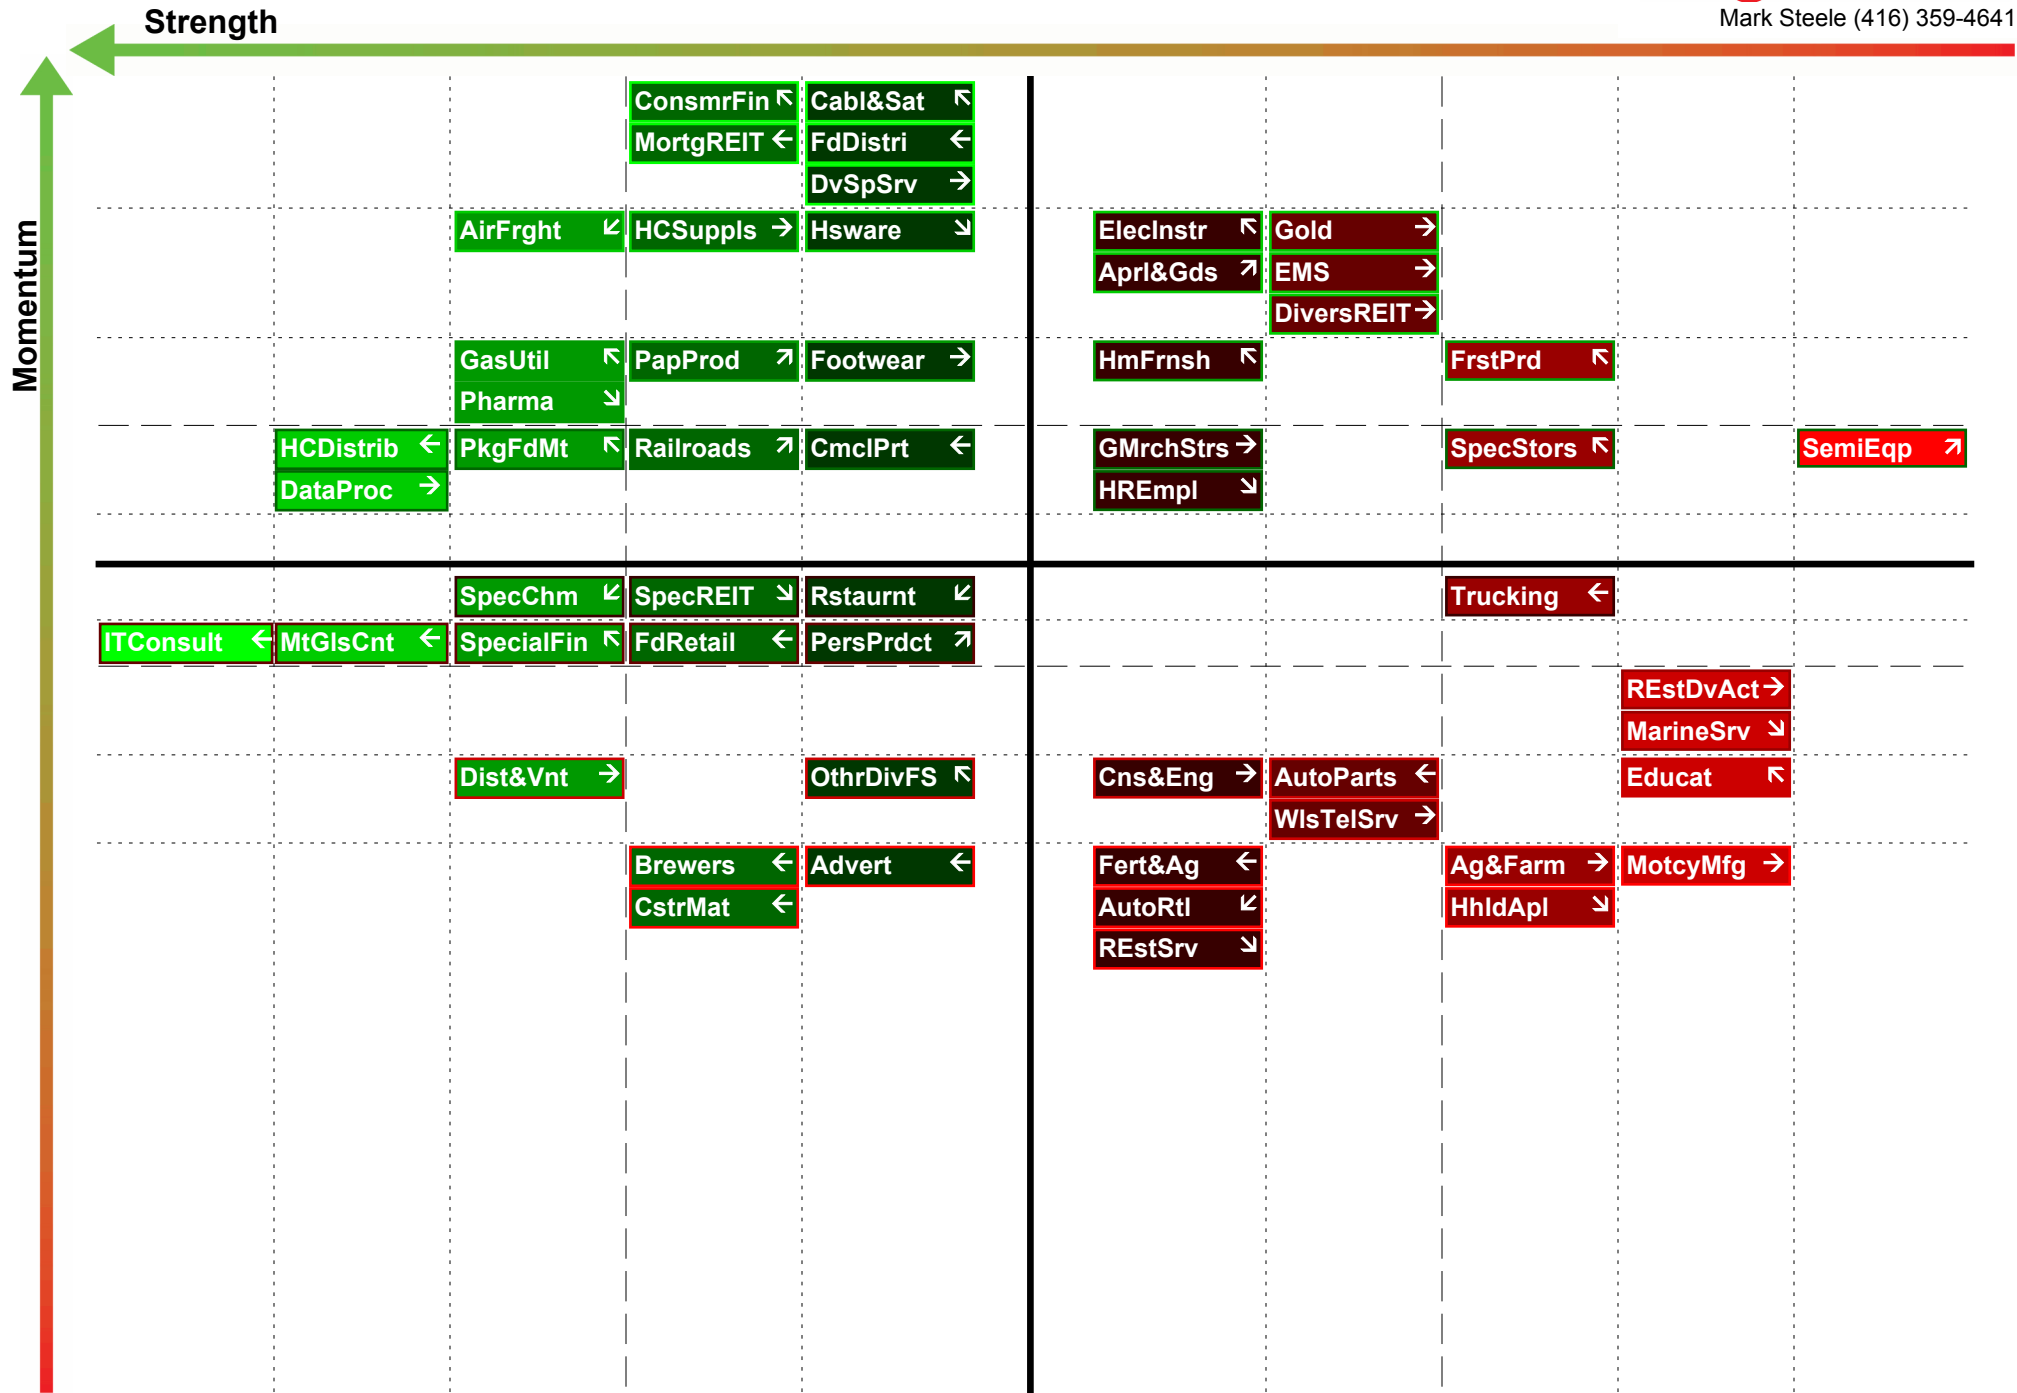 Strength
Mark Steele (416) 359-4641
Momentum
ConsmrFin
Cabl&Sat
MortgREIT
FdDistri
DvSpSrv
AirFrght
HCSuppls
Hsware
ElecInstr
Gold
Aprl&Gds
EMS
DiversREIT
GasUtil
PapProd
Footwear
HmFrnsh
FrstPrd
Pharma
HCDistrib
PkgFdMt
Railroads
CmclPrt
GMrchStrs
SpecStors
SemiEqp
DataProc
HREmpl
SpecChm
SpecREIT
Rstaurnt
Trucking
ITConsult
MtGlsCnt
SpecialFin
FdRetail
PersPrdct
REstDvAct
MarineSrv
Dist&Vnt
OthrDivFS
Cns&Eng
AutoParts
Educat
WlsTelSrv
Brewers
Advert
Fert&Ag
Ag&Farm
MotcyMfg
CstrMat
AutoRtl
HhldApl
REstSrv